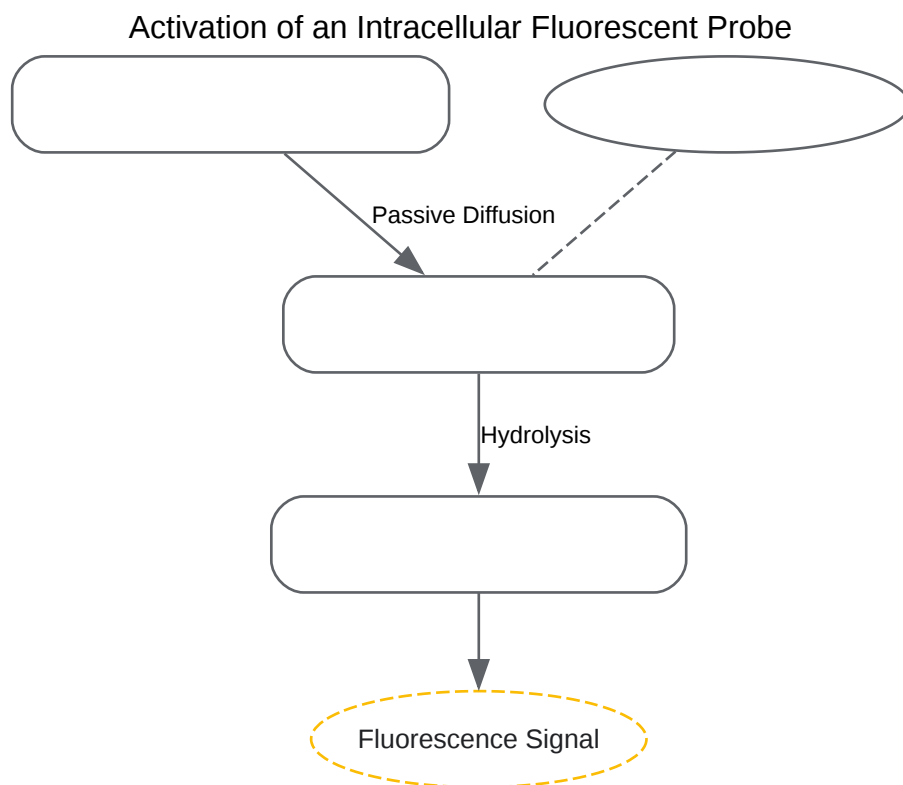 Activation of an Intracellular Fluorescent Probe
Passive Diffusion
Hydrolysis
Fluorescence Signal